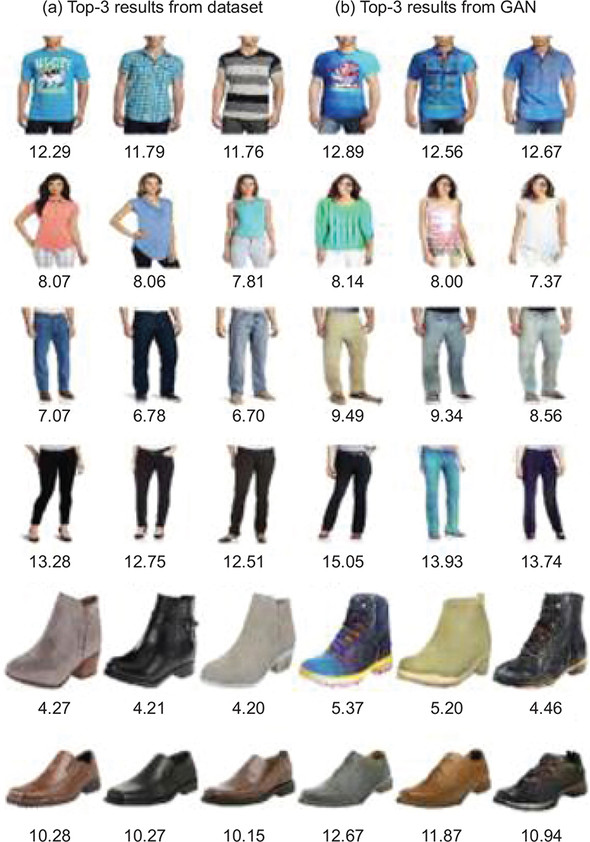 (a) Top-3 results from dataset (b) Top-3 results from GAN
12.29 11.79 11.76 12.89 12.56 12.67
8.07 8.06 7.81 8.14 8.00 7.37
7.07 6.78 6.70 9.49 9.34 8.56
13.28 12.75 12.51 15.05 13.93 13.74
4.27 4.21 4.20 5.37 5.20 4.46
10.28 10.27 10.15 12.67 11.87 10.94